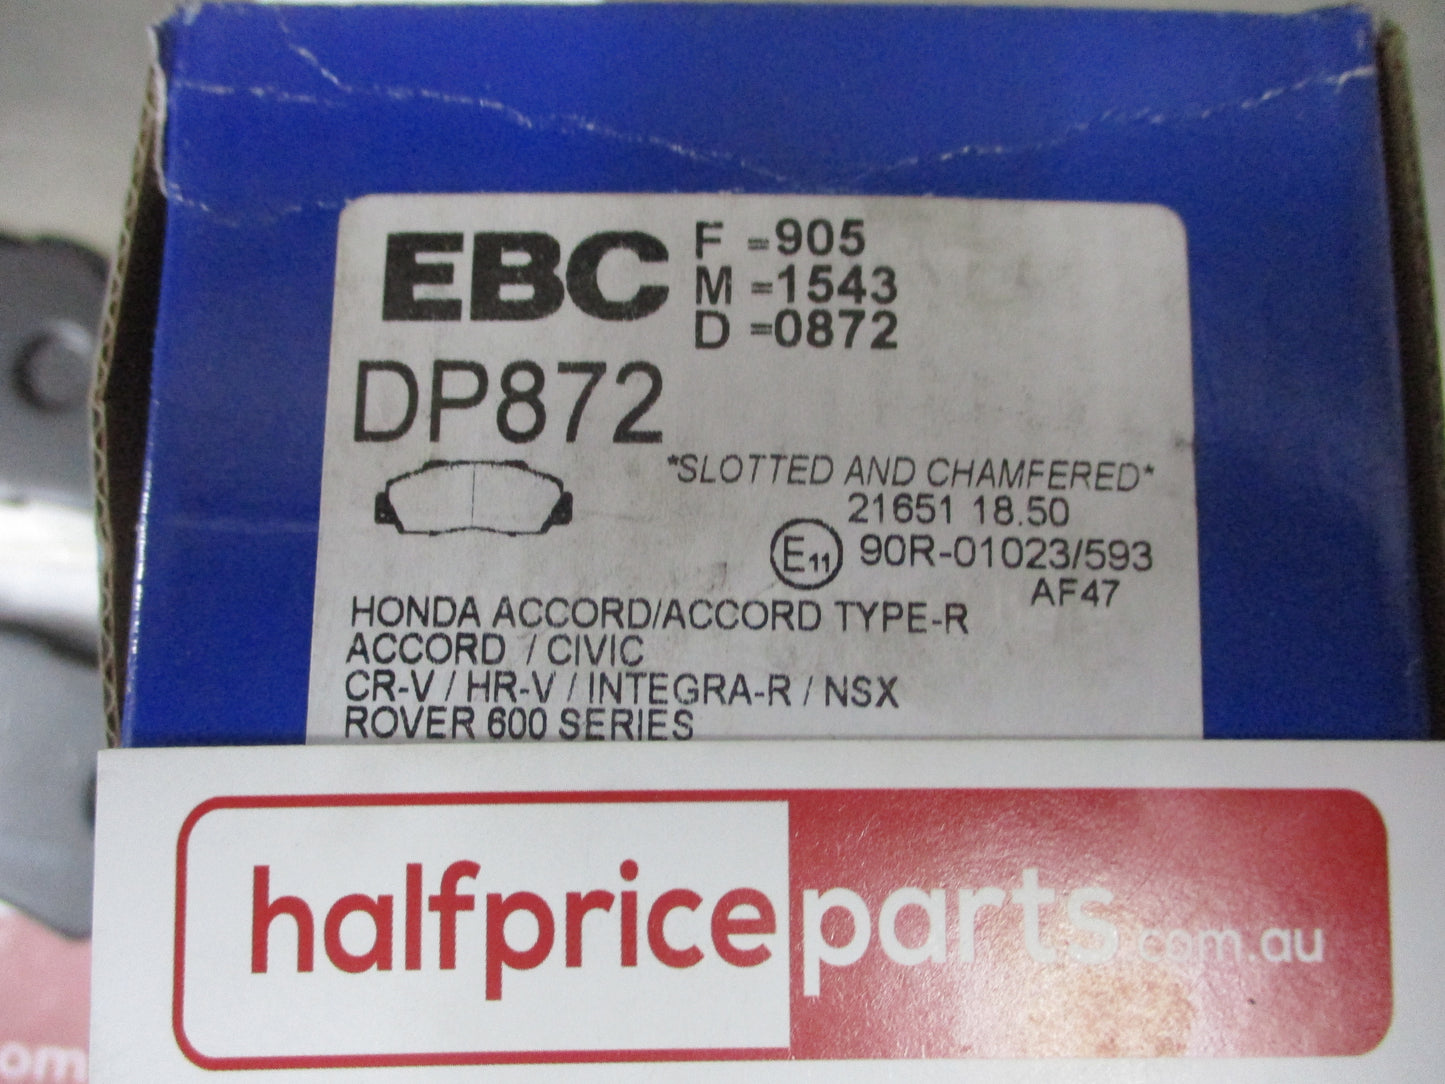 EBC
F =905
M =1543
D =0872
DP872
*SLOTTED AND CHAMFERED*
21651 18.50
E11 90R-01023/593
AF47
HONDA ACCORD/ACCORD TYPE-R
ACCORD / CIVIC
CR-V / HR-V / INTEGRA-R / NSX
ROVER 600 SERIES
halfpriceparts.com.au
om